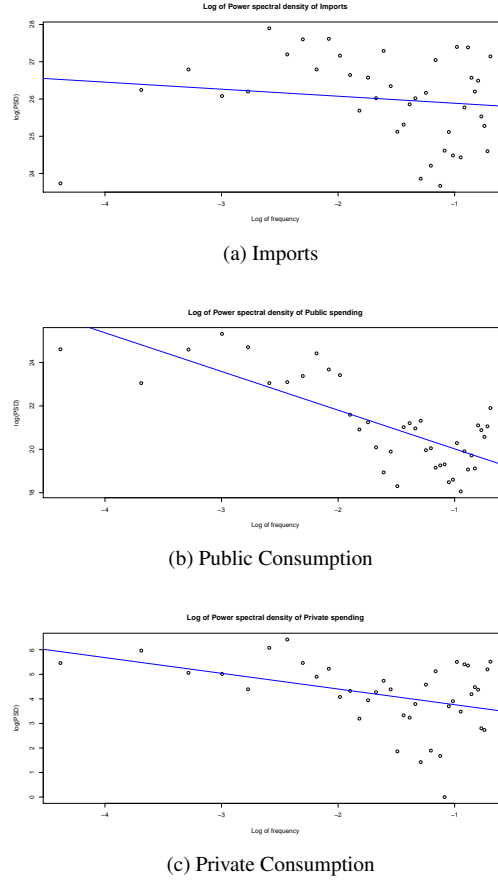 Log of Power spectral density of Imports
log(PSD)
28
27
26
25
24
−4 −3 −2 −1
Log of frequency
(a) Imports
Log of Power spectral density of Public spending
log(PSD)
24
22
20
18
−4 −3 −2 −1
Log of frequency
(b) Public Consumption
Log of Power spectral density of Private spending
log(PSD)
6
5
4
3
2
1
0
−4 −3 −2 −1
Log of frequency
(c) Private Consumption